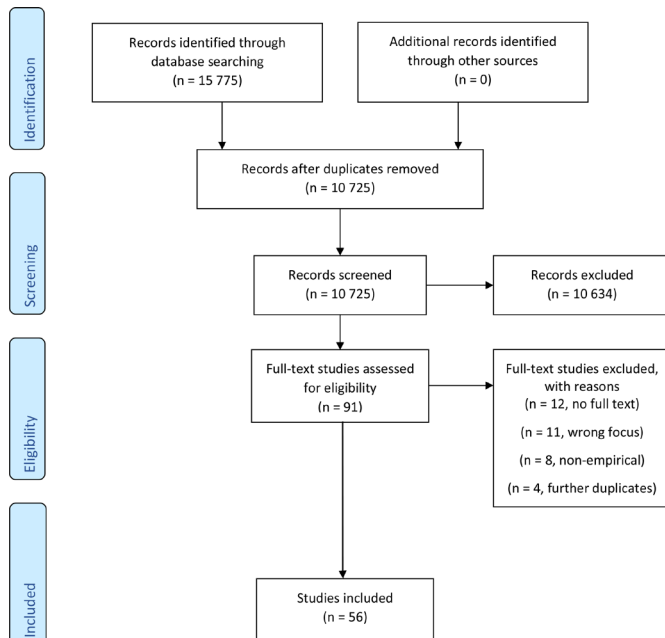 Identification
Records identified through
database searching
(n = 15 775)
Additional records identified
through other sources
(n = 0)
Records after duplicates removed
(n = 10 725)
Screening
Records screened
(n = 10 725)
Records excluded
(n = 10 634)
Eligibility
Full-text studies assessed
for eligibility
(n = 91)
Full-text studies excluded,
with reasons
(n = 12, no full text)
(n = 11, wrong focus)
(n = 8, non-empirical)
(n = 4, further duplicates)
Included
Studies included
(n = 56)